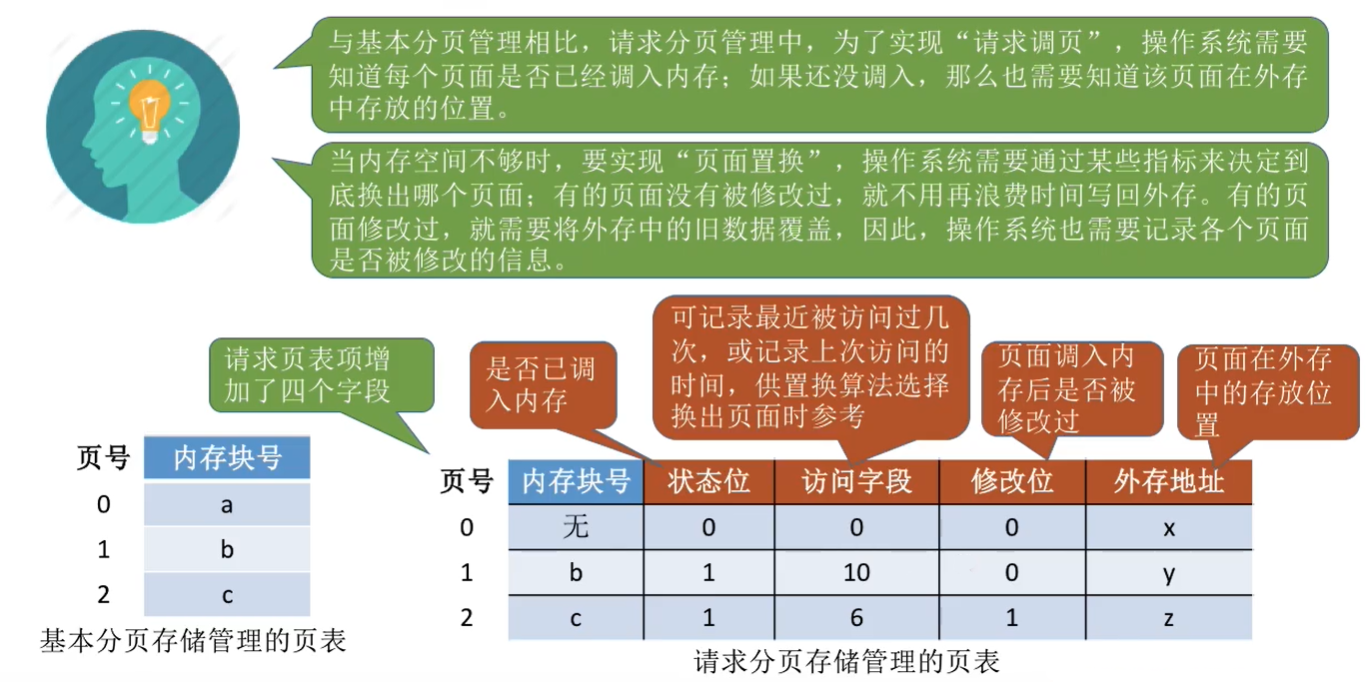 与基本分页管理相比，请求分页管理中，为了实现“请求调页”，操作系统需要
知道每个页面是否已经调入内存；如果还没调入，那么也需要知道该页面在外存
中存放的位置。
当内存空间不够时，要实现“页面置换”，操作系统需要通过某些指标来决定到
底换出哪个页面；有的页面没有被修改过，就不用再浪费时间写回外存。有的页
面修改过，就需要将外存中的旧数据覆盖，因此，操作系统也需要记录各个页面
是否被修改的信息。
请求页表项增
加了四个字段
是否已调
入内存
可记录最近被访问过几
次，或记录上次访问的
时间，供置换算法选择
换出页面时参考
页面调入内
存后是否被
修改过
页面在外存
中的存放位
置
页号 内存块号
0 a
1 b
2 c
基本分页存储管理的页表
页号 内存块号 状态位 访问字段 修改位 外存地址
0 无 0 0 0 x
1 b 1 10 0 y
2 c 1 6 1 z
请求分页存储管理的页表